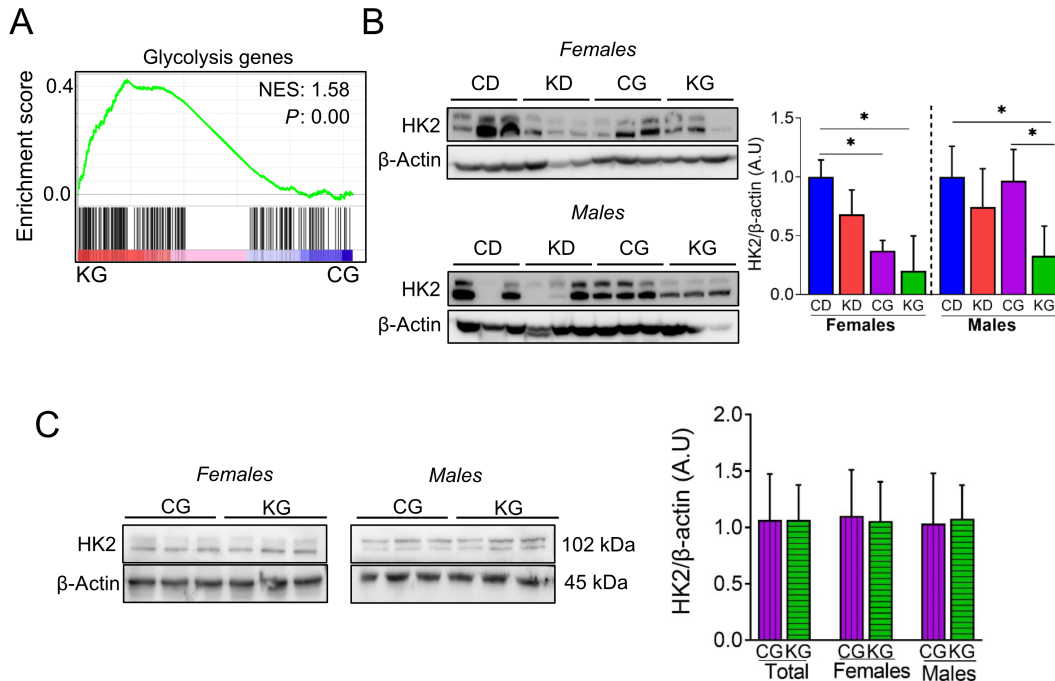 A
Glycolysis genes
Enrichment score
0.4
0.0
NES: 1.58
P: 0.00
KG
CG
B
Females
CD KD CG KG
HK2
β-Actin
Males
CD KD CG KG
HK2
β-Actin
HK2/β-actin (A.U)
1.5
1.0
0.5
0.0
* * * *
CD KD CG KG CD KD CG KG
Females Males
C
Females Males
CG KG CG KG
HK2 102 kDa
β-Actin 45 kDa
HK2/β-actin (A.U)
2.0
1.5
1.0
0.5
0.0
CG KG CG KG CG KG
Total Females Males